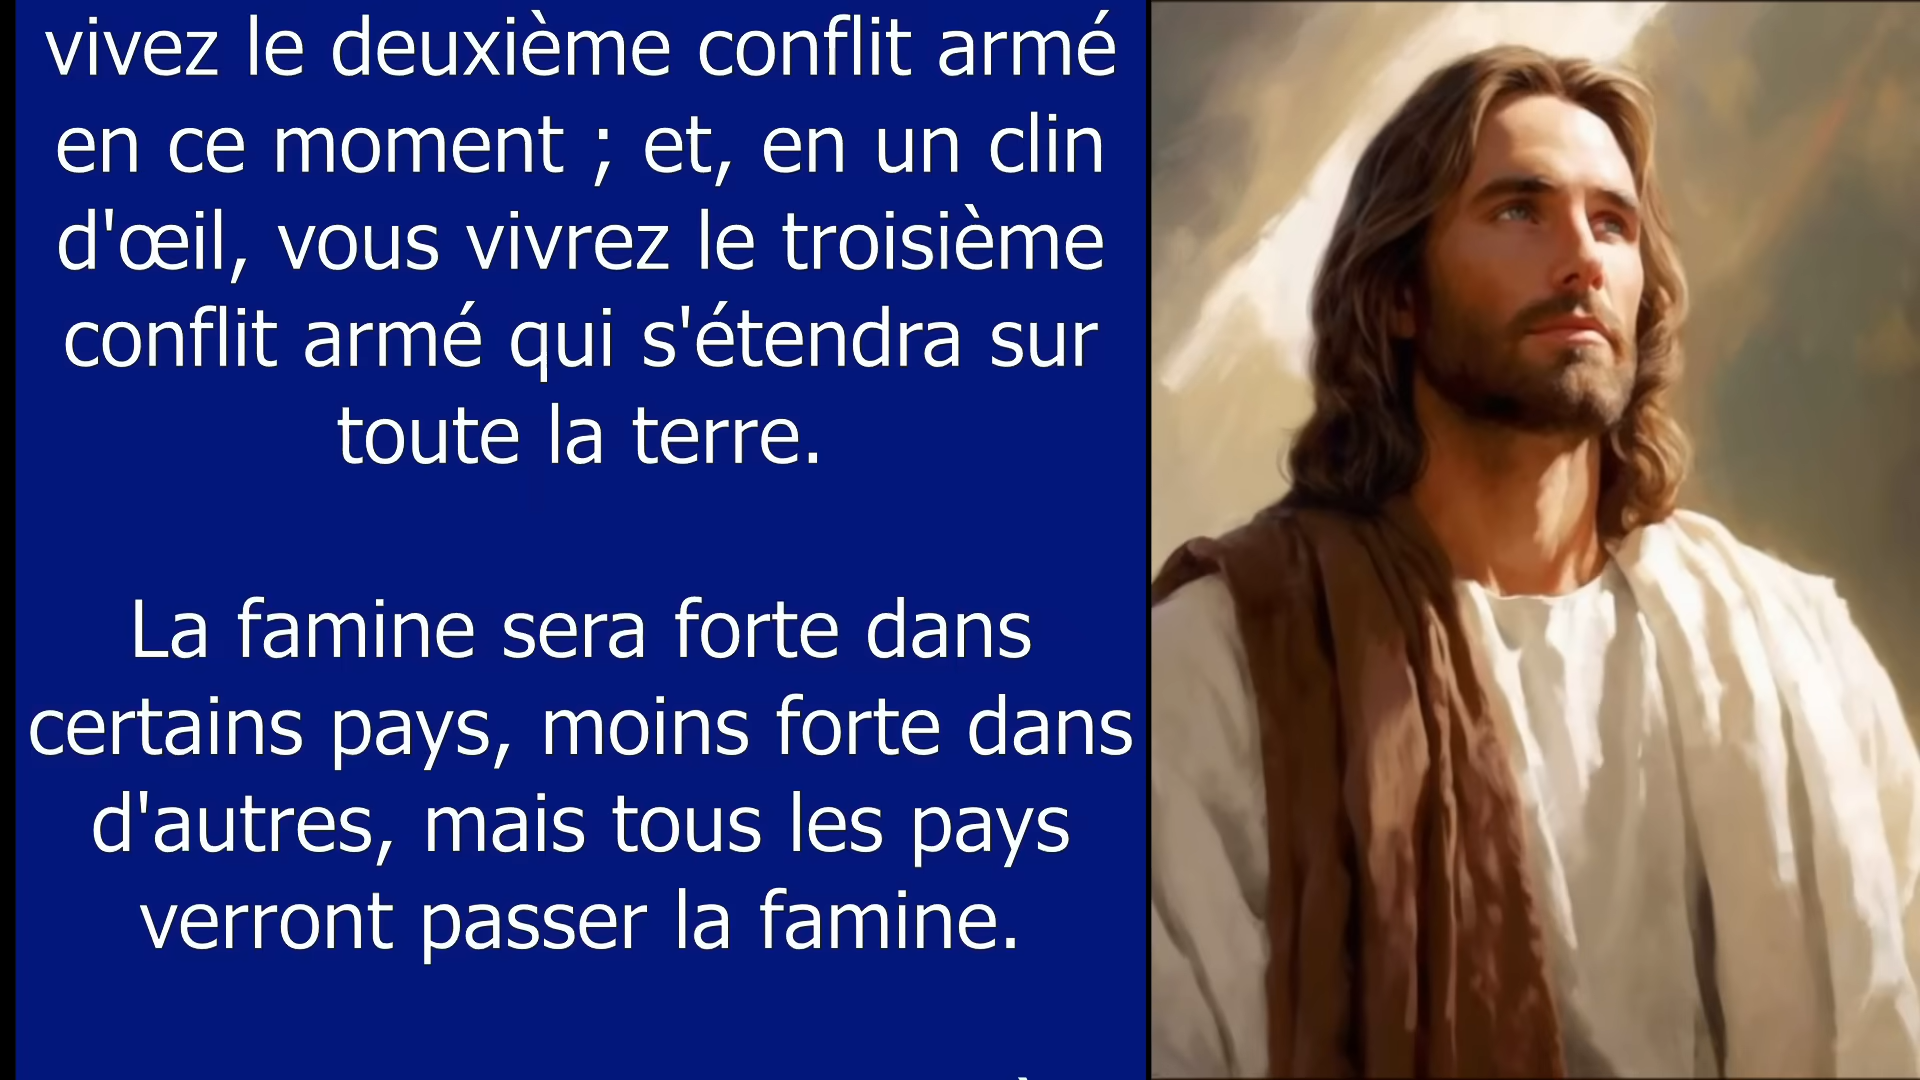 vivez le deuxième conflit armé
en ce moment ; et, en un clin
d'œil, vous vivrez le troisième
conflit armé qui s'étendra sur
toute la terre.
La famine sera forte dans
certains pays, moins forte dans
d'autres, mais tous les pays
verront passer la famine.